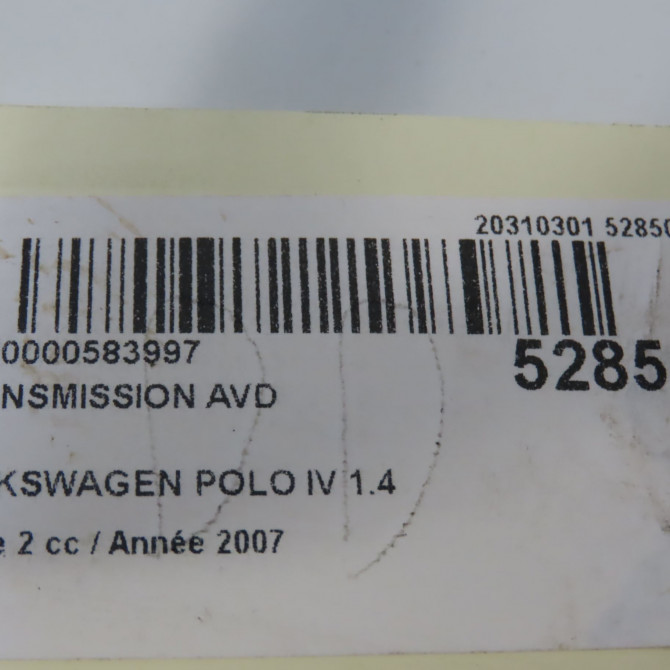 20310301 52850
0000583997
5285
NSMISSION AVD
KSWAGEN POLO IV 1.4
e 2 cc / Année 2007